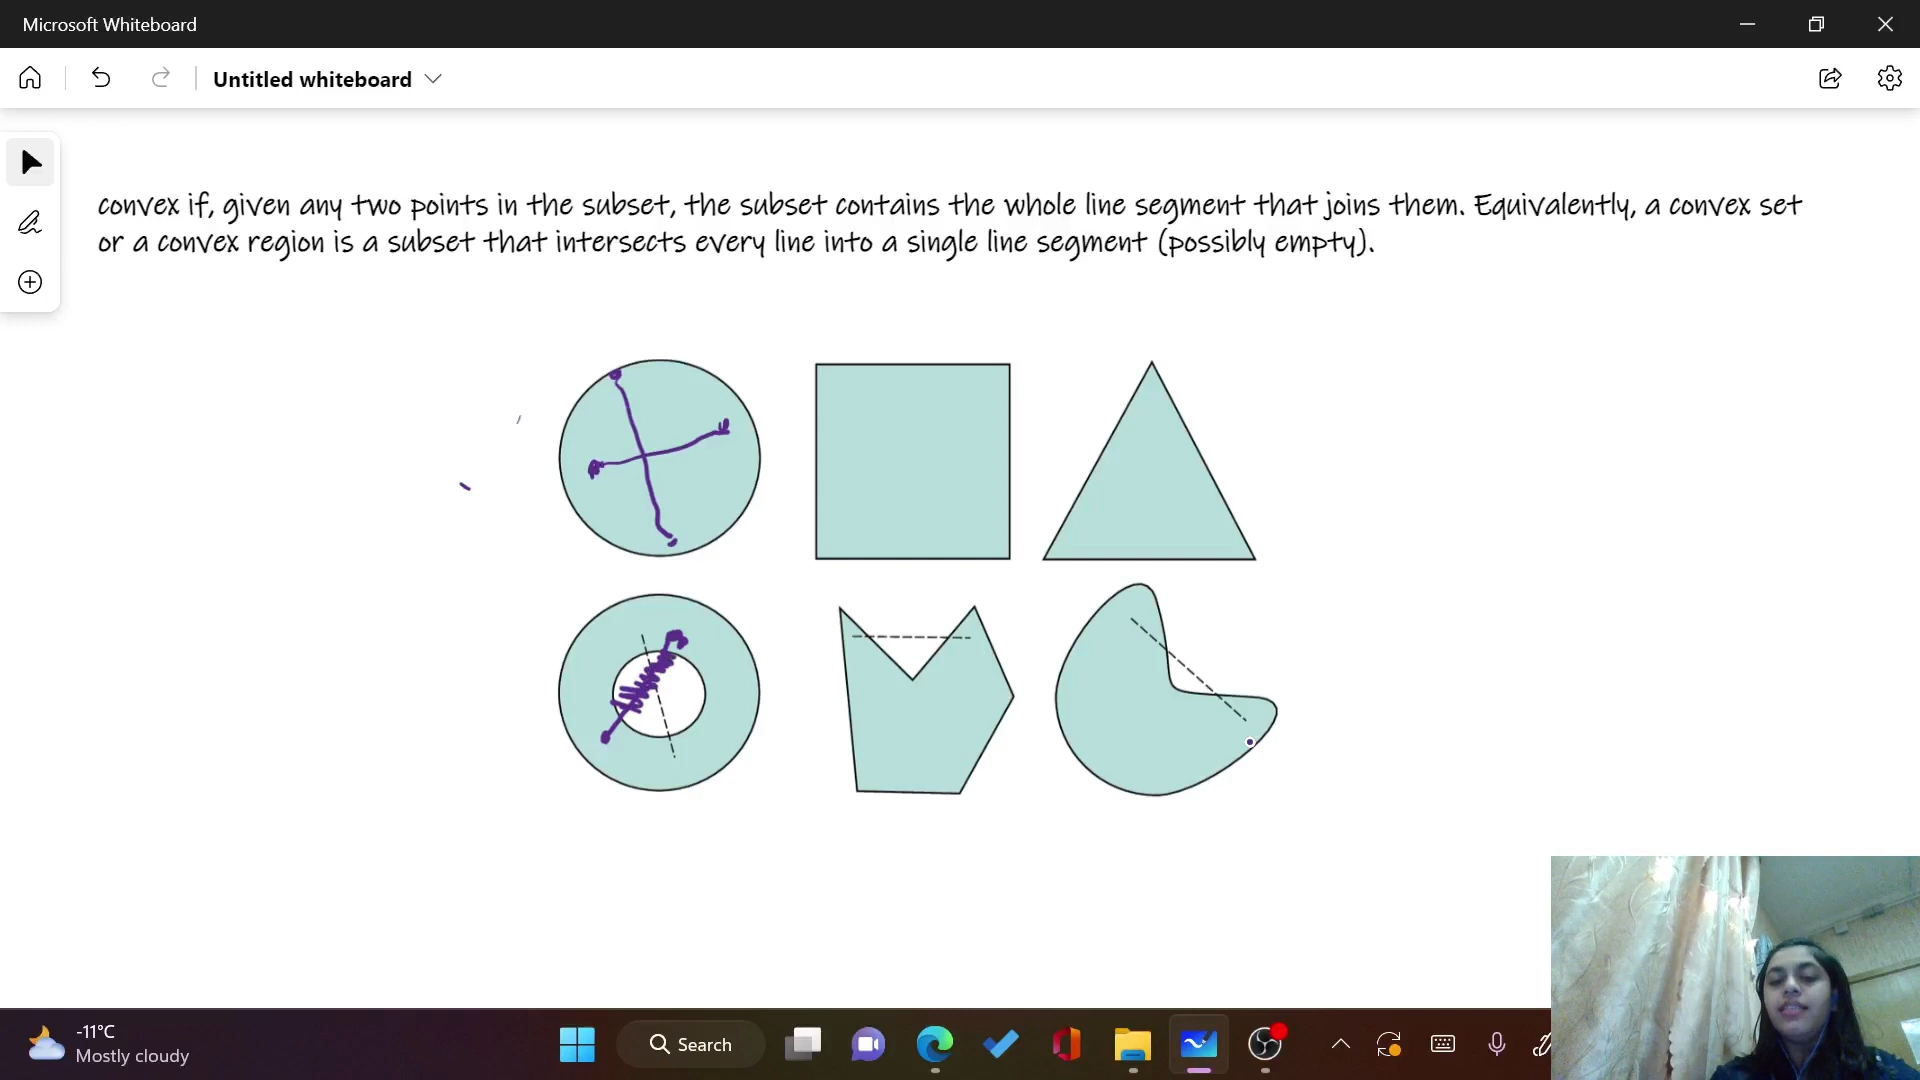 Microsoft Whiteboard
Untitled whiteboard
convex if, given any two points in the subset, the subset contains the whole line segment that joins them. Equivalently, a convex set
or a convex region is a subset that intersects every line into a single line segment (possibly empty).
-11°C
Mostly cloudy
Search